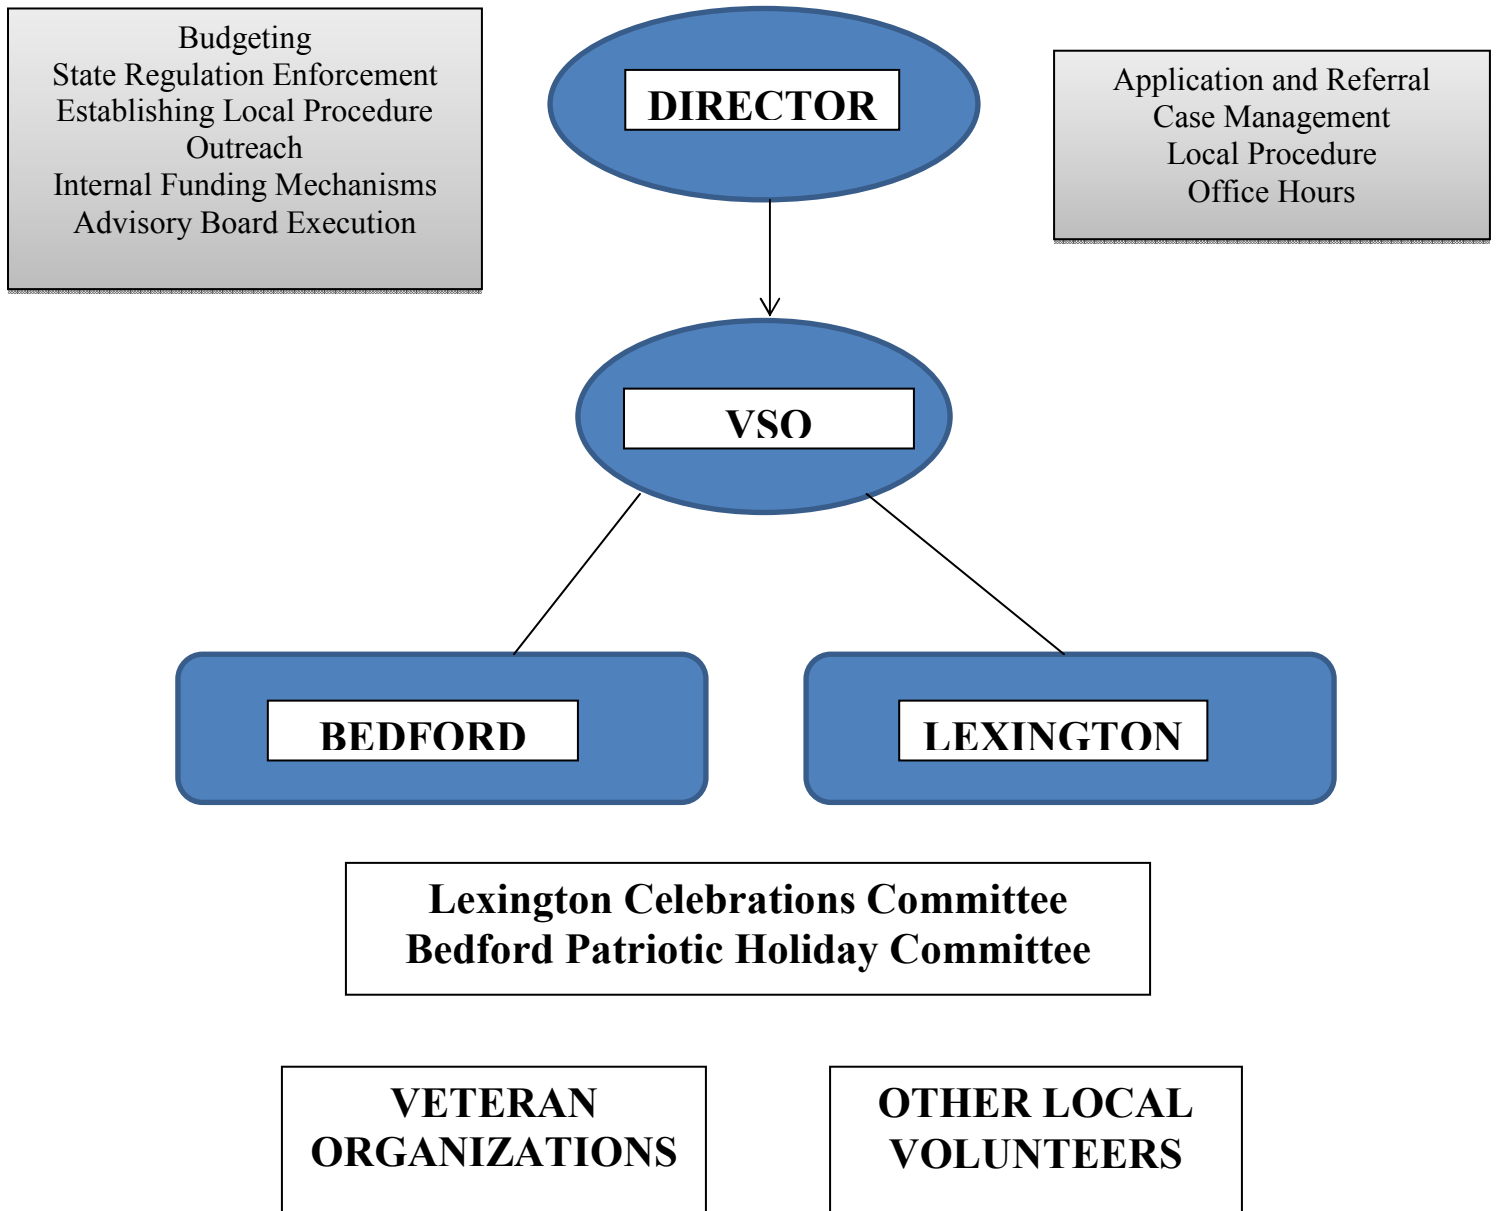 Budgeting
State Regulation Enforcement
Establishing Local Procedure
Outreach
Internal Funding Mechanisms
Advisory Board Execution
DIRECTOR
Application and Referral
Case Management
Local Procedure
Office Hours
VSO
BEDFORD
LEXINGTON
Lexington Celebrations Committee
Bedford Patriotic Holiday Committee
VETERAN
ORGANIZATIONS
OTHER LOCAL
VOLUNTEERS